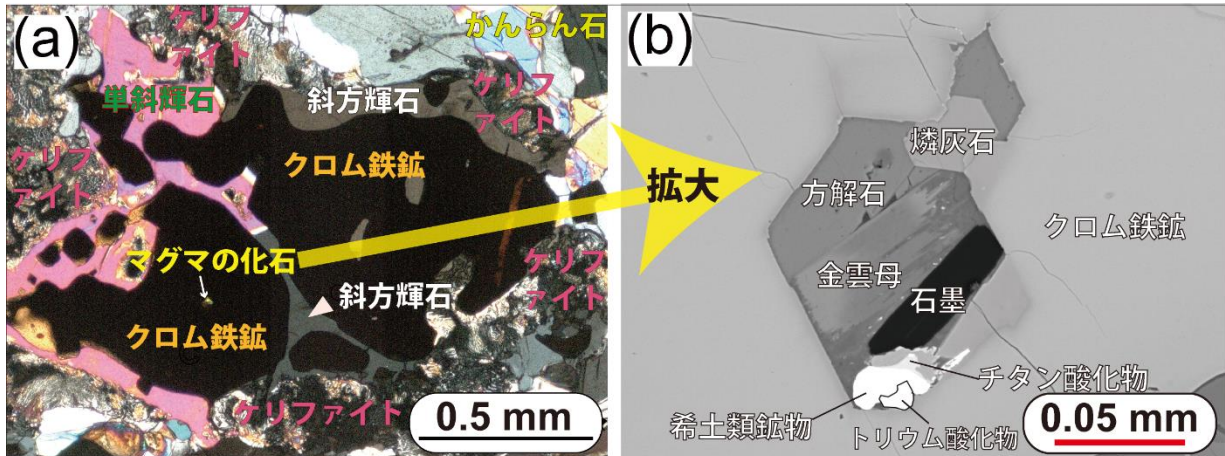 (a)
ケリフ
ァイト
かんらん石
単斜輝石
斜方輝石
ケリフ
ァイト
ケリフ
ァイト
クロム鉄鉱
マグマの化石
ケリフ
ァイト
斜方輝石
クロム鉄鉱
ケリファイト
0.5 mm
拡大
(b)
燐灰石
方解石
クロム鉄鉱
金雲母
石墨
チタン酸化物
希土類鉱物
トリウム酸化物
0.05 mm